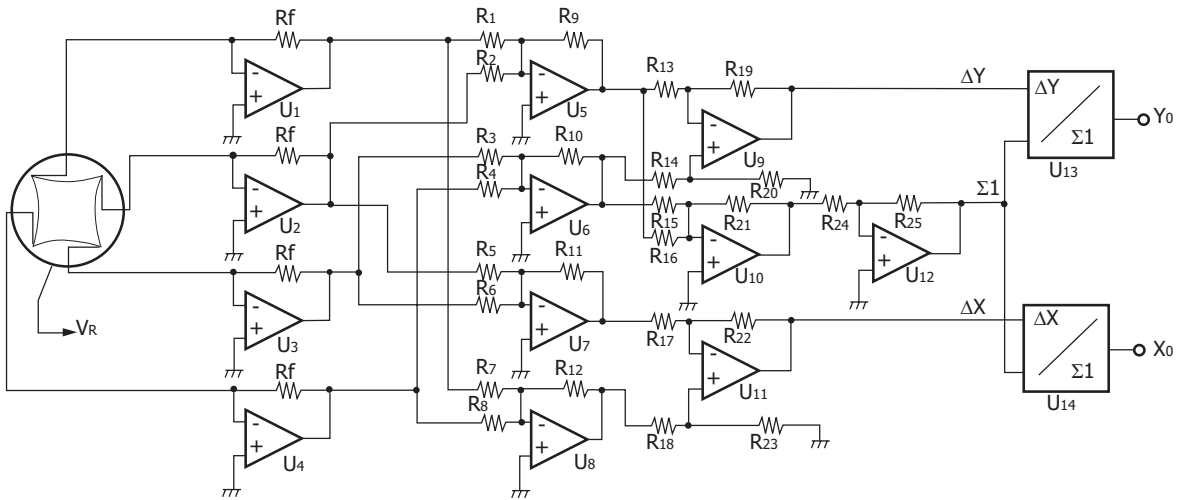 Rf R1 R9
R2
R13 R19 ΔY ΔY
- + U1 - + U5 Y0
Rf R3 R10 - + U9 Σ1
R4 R14 R20 U13
- + U2 - + U6 R15 R21 R24 R25 Σ1
Rf R5 R11 R16 - + U10 - + U12
R6
VR - + U3 - + U7 R17 R22 ΔX ΔX
Rf R7 R12 - + U11 X0
R8 Σ1
- + U4 - + U8 R18 R23 U14